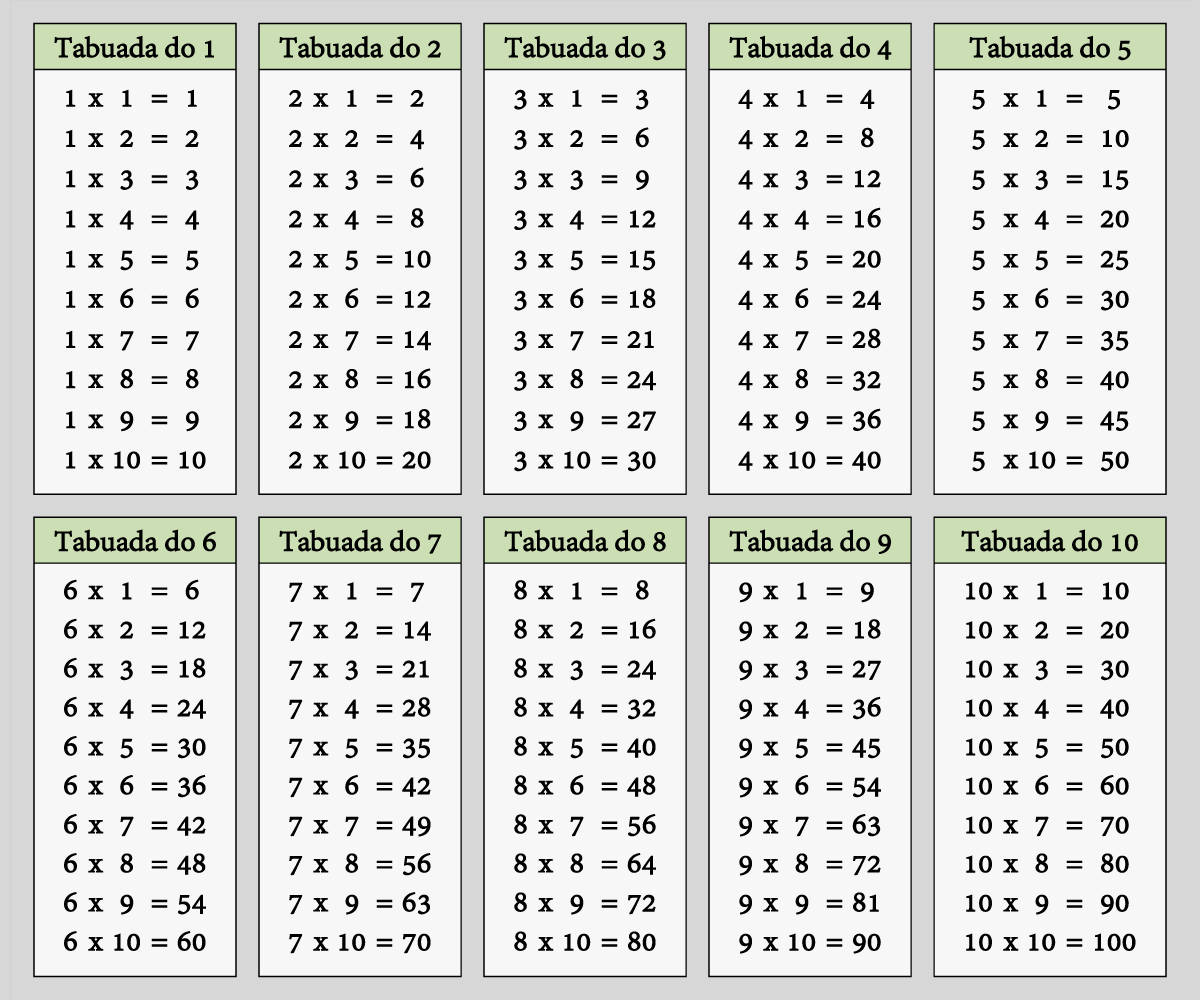 Tabuada do 1
1 x 1 = 1
1 x 2 = 2
1 x 3 = 3
1 x 4 = 4
1 x 5 = 5
1 x 6 = 6
1 x 7 = 7
1 x 8 = 8
1 x 9 = 9
1 x 10 = 10
Tabuada do 2
2 x 1 = 2
2 x 2 = 4
2 x 3 = 6
2 x 4 = 8
2 x 5 = 10
2 x 6 = 12
2 x 7 = 14
2 x 8 = 16
2 x 9 = 18
2 x 10 = 20
Tabuada do 3
3 x 1 = 3
3 x 2 = 6
3 x 3 = 9
3 x 4 = 12
3 x 5 = 15
3 x 6 = 18
3 x 7 = 21
3 x 8 = 24
3 x 9 = 27
3 x 10 = 30
Tabuada do 4
4 x 1 = 4
4 x 2 = 8
4 x 3 = 12
4 x 4 = 16
4 x 5 = 20
4 x 6 = 24
4 x 7 = 28
4 x 8 = 32
4 x 9 = 36
4 x 10 = 40
Tabuada do 5
5 x 1 = 5
5 x 2 = 10
5 x 3 = 15
5 x 4 = 20
5 x 5 = 25
5 x 6 = 30
5 x 7 = 35
5 x 8 = 40
5 x 9 = 45
5 x 10 = 50
Tabuada do 6
6 x 1 = 6
6 x 2 = 12
6 x 3 = 18
6 x 4 = 24
6 x 5 = 30
6 x 6 = 36
6 x 7 = 42
6 x 8 = 48
6 x 9 = 54
6 x 10 = 60
Tabuada do 7
7 x 1 = 7
7 x 2 = 14
7 x 3 = 21
7 x 4 = 28
7 x 5 = 35
7 x 6 = 42
7 x 7 = 49
7 x 8 = 56
7 x 9 = 63
7 x 10 = 70
Tabuada do 8
8 x 1 = 8
8 x 2 = 16
8 x 3 = 24
8 x 4 = 32
8 x 5 = 40
8 x 6 = 48
8 x 7 = 56
8 x 8 = 64
8 x 9 = 72
8 x 10 = 80
Tabuada do 9
9 x 1 = 9
9 x 2 = 18
9 x 3 = 27
9 x 4 = 36
9 x 5 = 45
9 x 6 = 54
9 x 7 = 63
9 x 8 = 72
9 x 9 = 81
9 x 10 = 90
Tabuada do 10
10 x 1 = 10
10 x 2 = 20
10 x 3 = 30
10 x 4 = 40
10 x 5 = 50
10 x 6 = 60
10 x 7 = 70
10 x 8 = 80
10 x 9 = 90
10 x 10 = 100